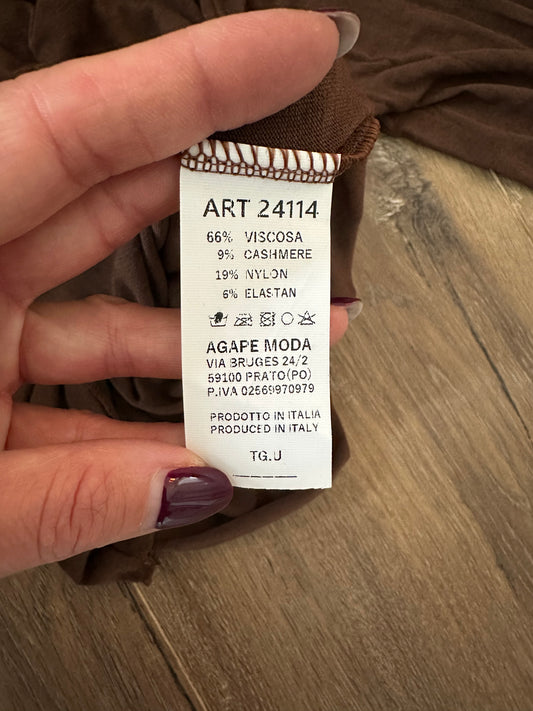 ART 24114
66% VISCOSA
9% CASHMERE
19% NYLON
6% ELASTAN
AGAPE MODA
VIA BRUGES 24/2
59100 PRATO(PO)
P.IVA 02569970979
PRODOTTO IN ITALIA
PRODUCED IN ITALY
TG.U